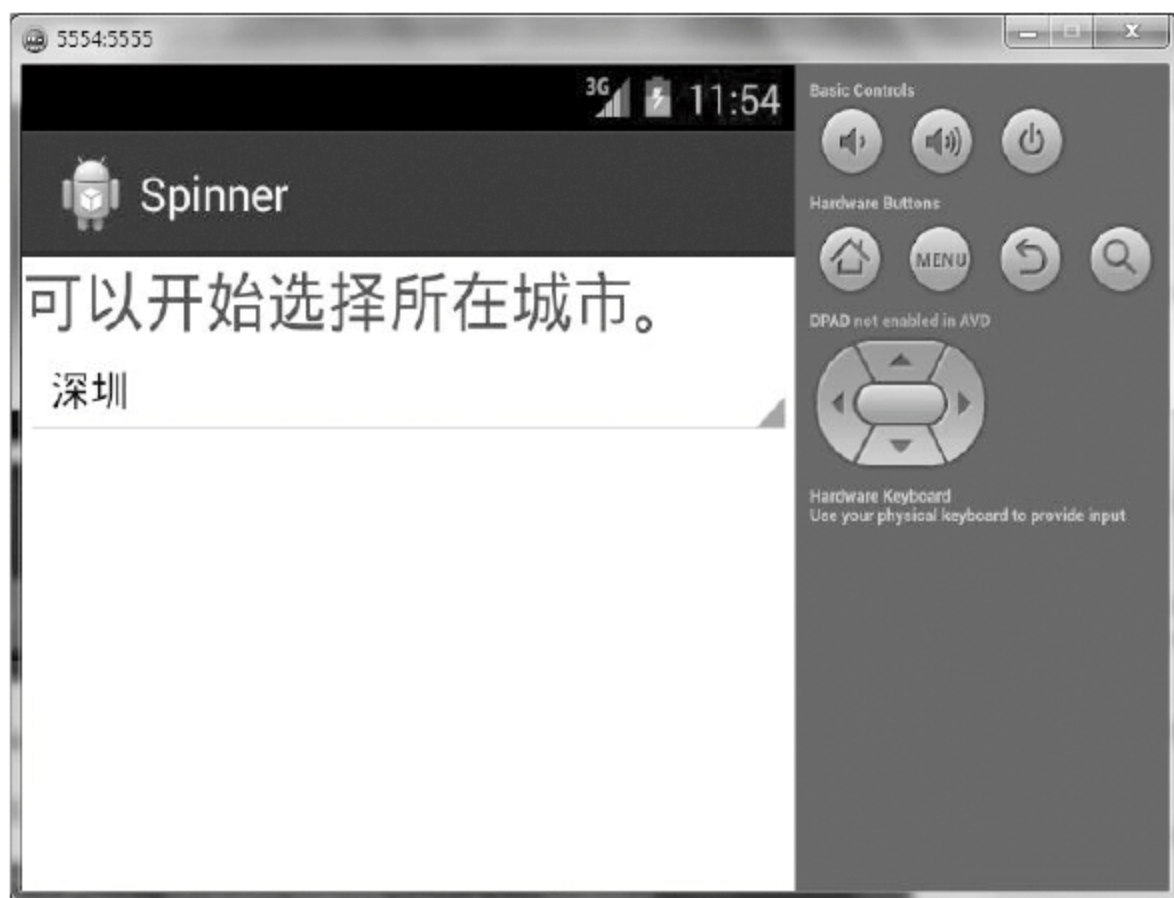 5554:5555
3G 11:54
Spinner
可以开始选择所在城市。
深圳
Basic Controls
Hardware Buttons
MENU
DPAD not enabled in AVD
Hardware Keyboard
Use your physical keyboard to provide input